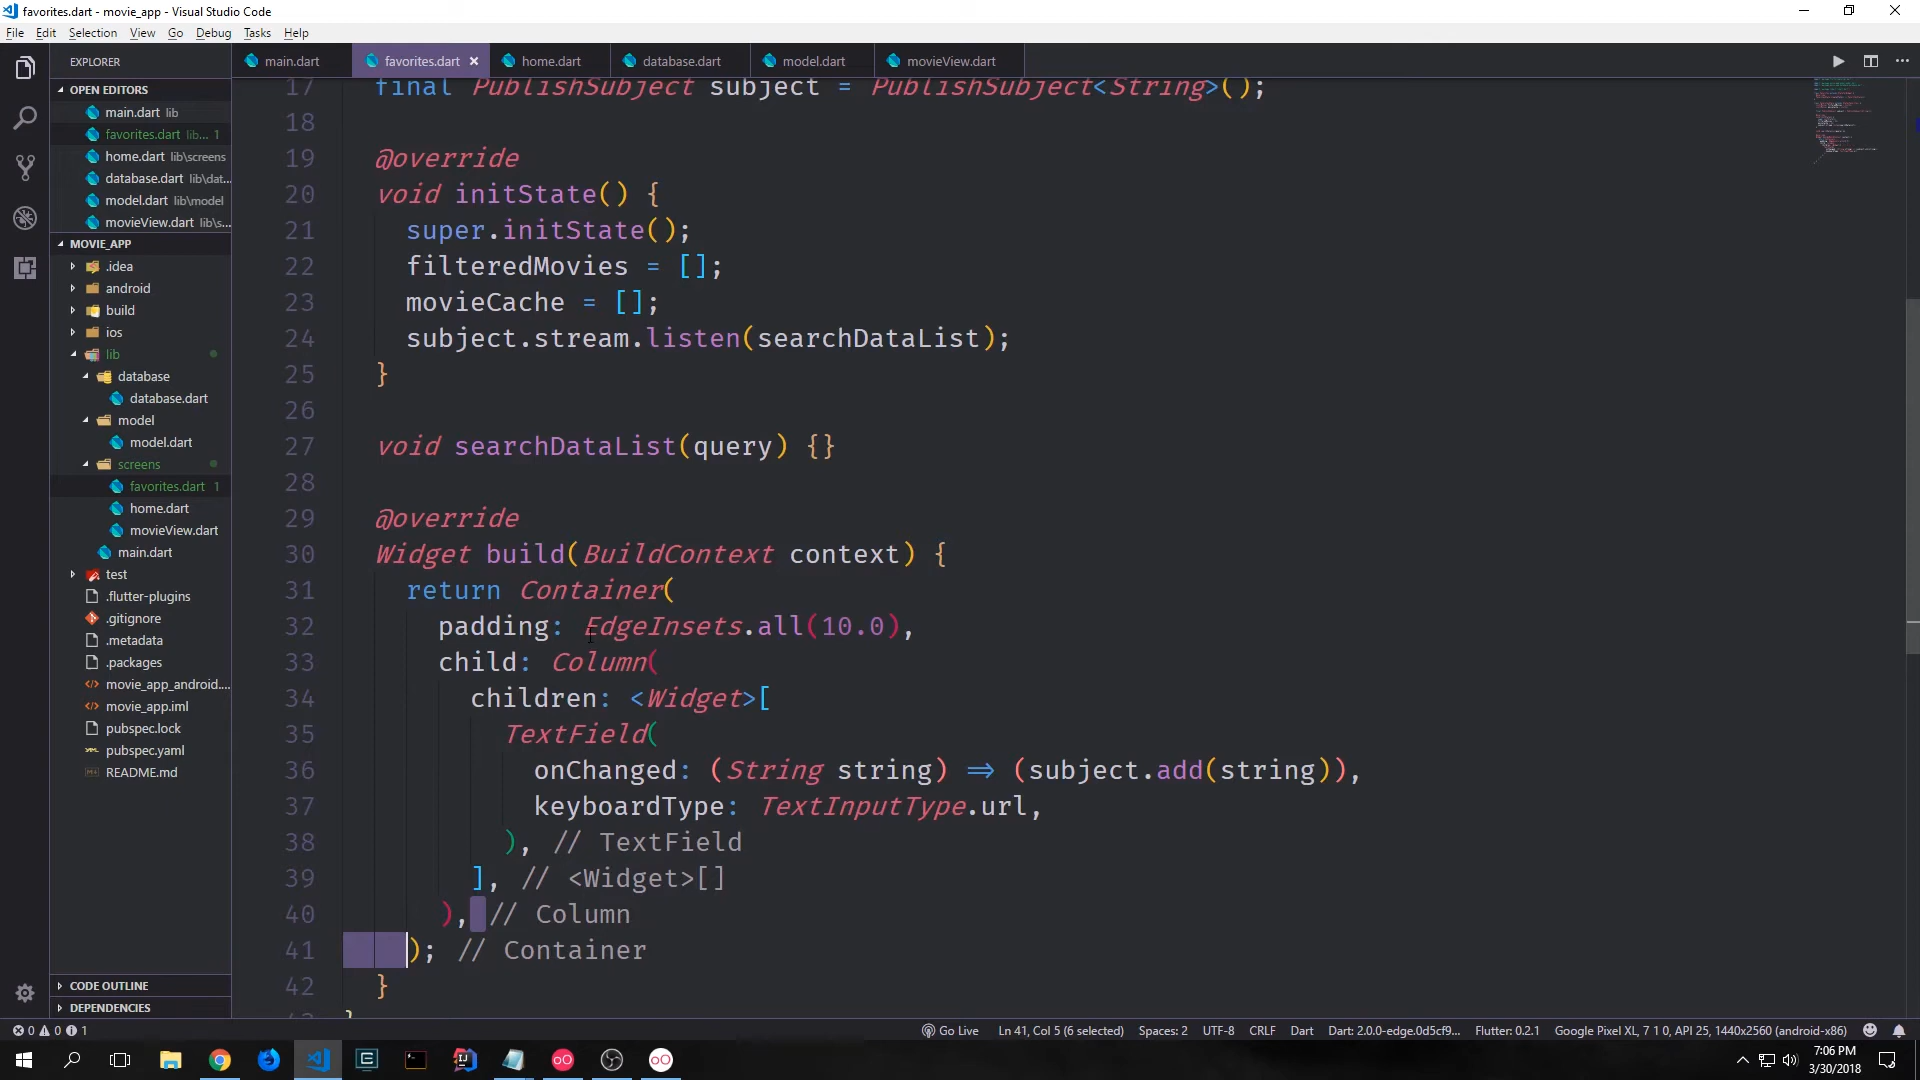 favorites.dart - movie_app - Visual Studio Code
File Edit Selection View Go Debug Tasks Help
EXPLORER
main.dart favorites.dart × home.dart database.dart model.dart movieView.dart
OPEN EDITORS
main.dart lib
favorites.dart lib... 1
home.dart lib\screens
database.dart lib\dat...
model.dart lib\model
movieView.dart lib\s...
MOVIE_APP
.idea
android
build
ios
lib
database
database.dart
model
model.dart
screens
favorites.dart 1
home.dart
movieView.dart
main.dart
test
.flutter-plugins
.gitignore
.metadata
.packages
movie_app_android....
movie_app.iml
pubspec.lock
pubspec.yaml
README.md
CODE OUTLINE
DEPENDENCIES
17 final PublishSubject subject = PublishSubject<String>();
18
19 @override
20 void initState() {
21 super.initState();
22 filteredMovies = [];
23 movieCache = [];
24 subject.stream.listen(searchDataList);
25 }
26
27 void searchDataList(query) {}
28
29 @override
30 Widget build(BuildContext context) {
31 return Container(
32 padding: EdgeInsets.all(10.0),
33 child: Column(
34 children: <Widget>[
35 TextField(
36 onChanged: (String string) => (subject.add(string)),
37 keyboardType: TextInputType.url,
38 ), // TextField
39 ], // <Widget>[]
40 ), // Column
41 ); // Container
42 }
0 0 1
Go Live Ln 41, Col 5 (6 selected) Spaces: 2 UTF-8 CRLF Dart Dart: 2.0.0-edge.0d5cf9... Flutter: 0.2.1 Google Pixel XL, 7 1 0, API 25, 1440x2560 (android-x86)
7:06 PM
3/30/2018